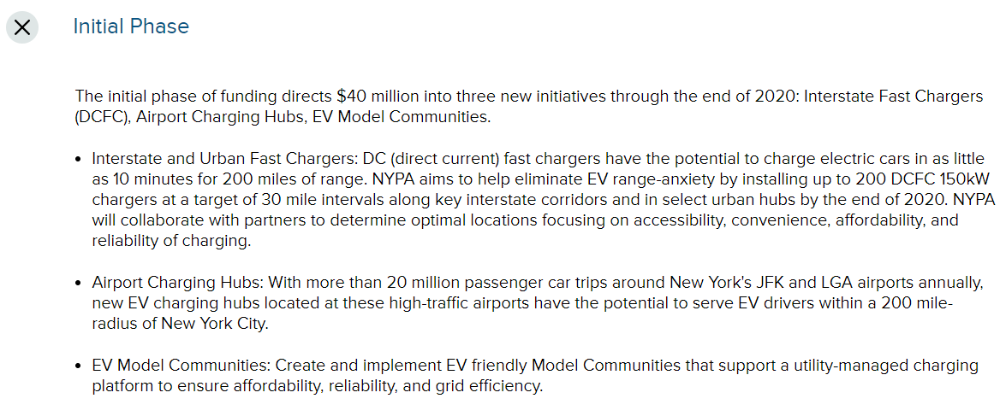 Initial Phase
The initial phase of funding directs $40 million into three new initiatives through the end of 2020: Interstate Fast Chargers
(DCFC), Airport Charging Hubs, EV Model Communities.
• Interstate and Urban Fast Chargers: DC (direct current) fast chargers have the potential to charge electric cars in as little
as 10 minutes for 200 miles of range. NYPA aims to help eliminate EV range-anxiety by installing up to 200 DCFC 150kW
chargers at a target of 30 mile intervals along key interstate corridors and in select urban hubs by the end of 2020. NYPA
will collaborate with partners to determine optimal locations focusing on accessibility, convenience, affordability, and
reliability of charging.
• Airport Charging Hubs: With more than 20 million passenger car trips around New York's JFK and LGA airports annually,
new EV charging hubs located at these high-traffic airports have the potential to serve EV drivers within a 200 mile-
radius of New York City.
• EV Model Communities: Create and implement EV friendly Model Communities that support a utility-managed charging
platform to ensure affordability, reliability, and grid efficiency.